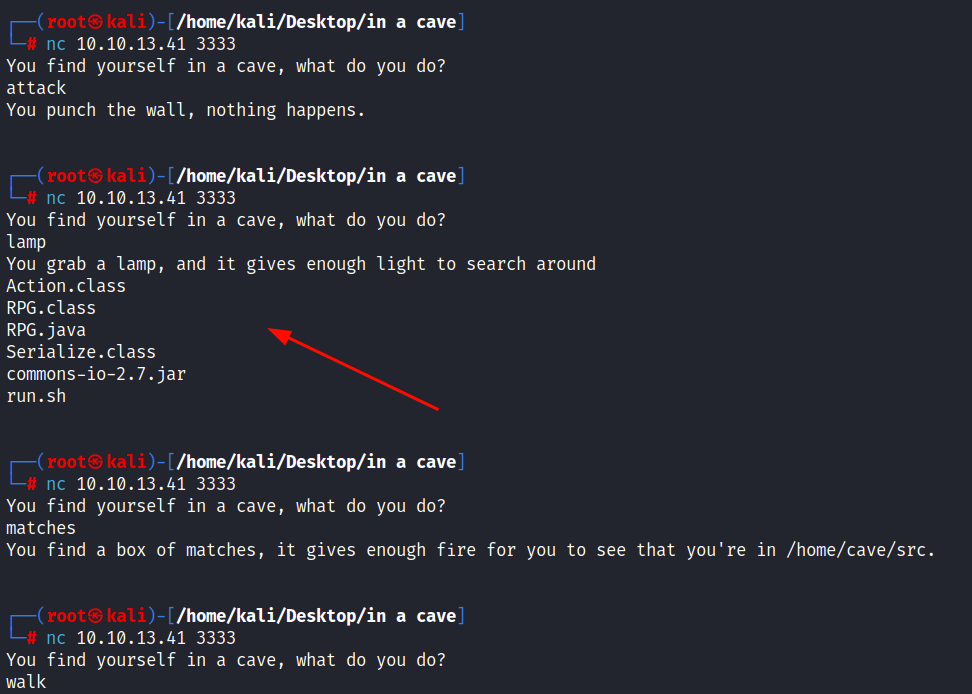 ┌──(root㉿kali)-[/home/kali/Desktop/in a cave]
└─# nc 10.10.13.41 3333
You find yourself in a cave, what do you do?
attack
You punch the wall, nothing happens.
┌──(root㉿kali)-[/home/kali/Desktop/in a cave]
└─# nc 10.10.13.41 3333
You find yourself in a cave, what do you do?
lamp
You grab a lamp, and it gives enough light to search around
Action.class
RPG.class
RPG.java
Serialize.class
commons-io-2.7.jar
run.sh
┌──(root㉿kali)-[/home/kali/Desktop/in a cave]
└─# nc 10.10.13.41 3333
You find yourself in a cave, what do you do?
matches
You find a box of matches, it gives enough fire for you to see that you're in /home/cave/src.
┌──(root㉿kali)-[/home/kali/Desktop/in a cave]
└─# nc 10.10.13.41 3333
You find yourself in a cave, what do you do?
walk